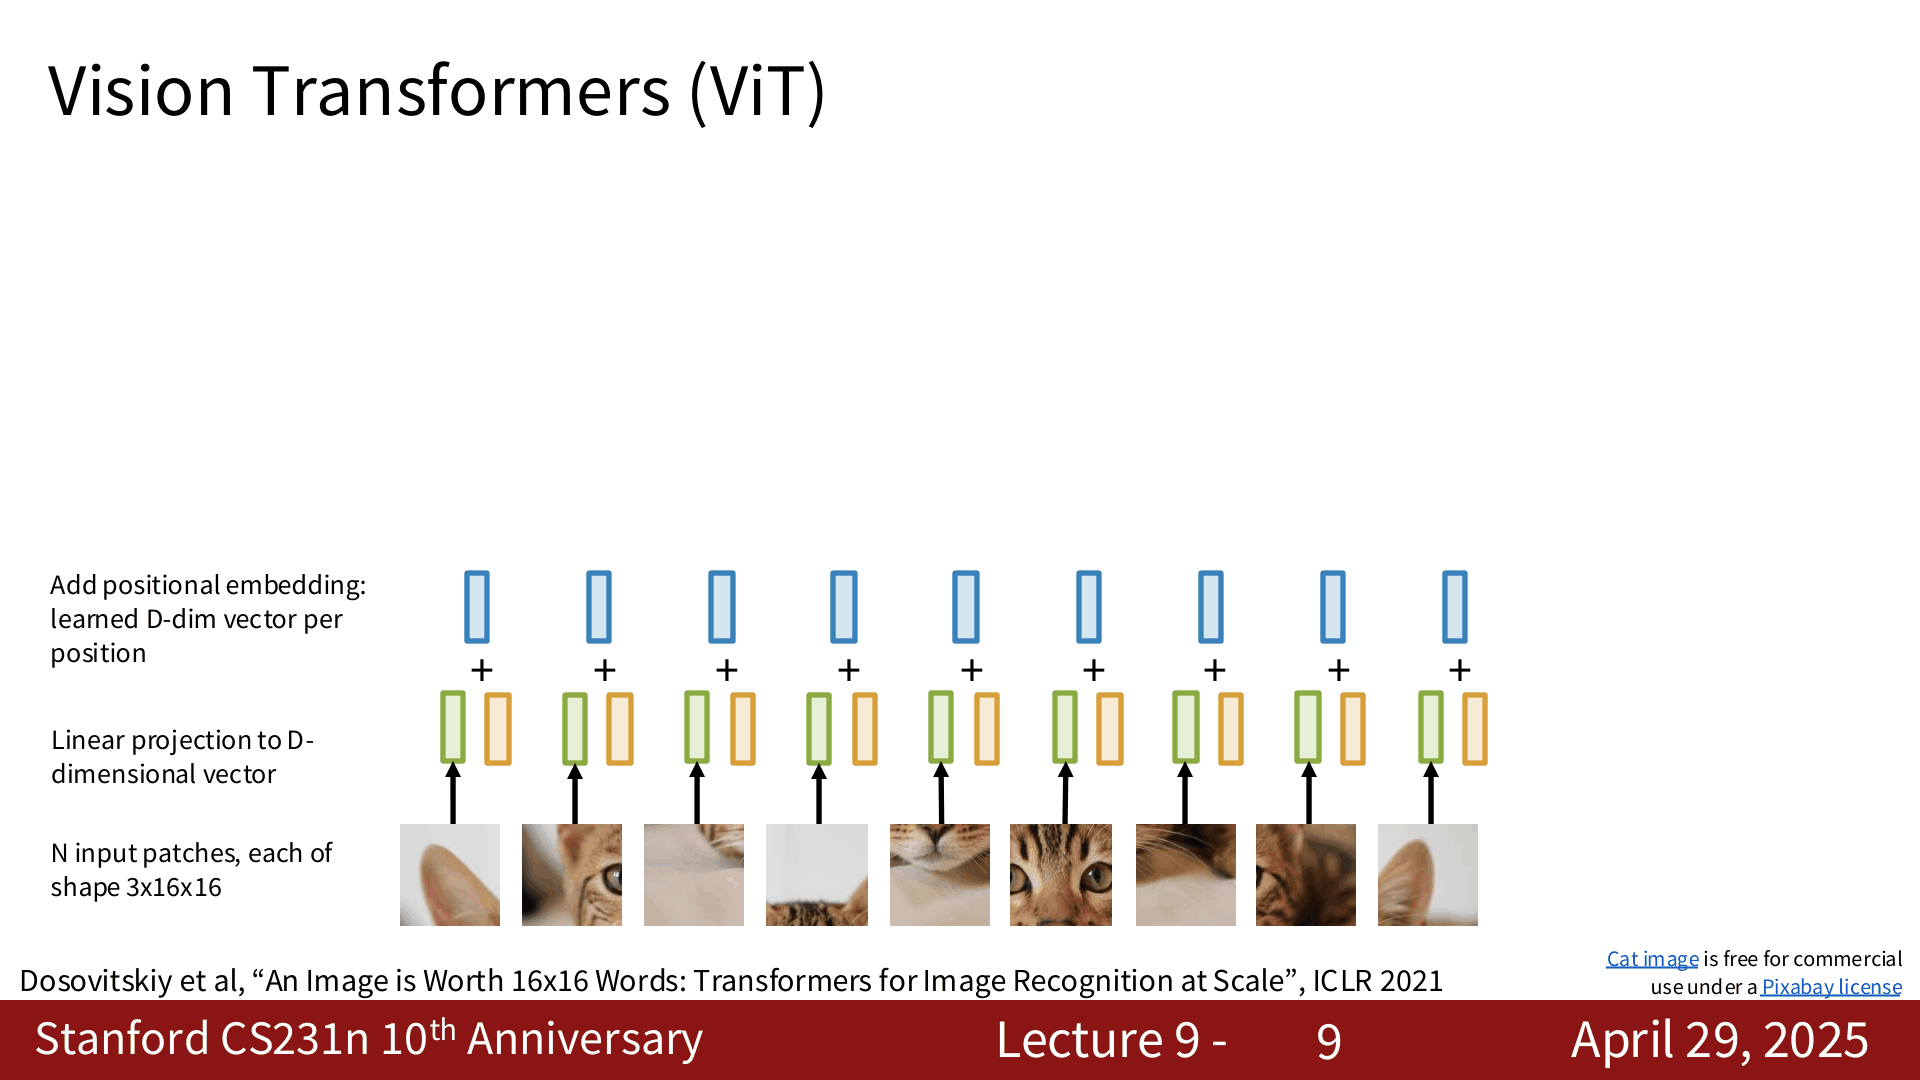 Vision Transformers (ViT)
Add positional embedding:
learned D-dim vector per
position
+ + + + + + + + +
Linear projection to D-
dimensional vector
N input patches, each of
shape 3x16x16
Dosovitskiy et al, “An Image is Worth 16x16 Words: Transformers for Image Recognition at Scale”, ICLR 2021
Cat image is free for commercial
use under a Pixabay license
Stanford CS231n 10th Anniversary
Lecture 9 - 9
April 29, 2025